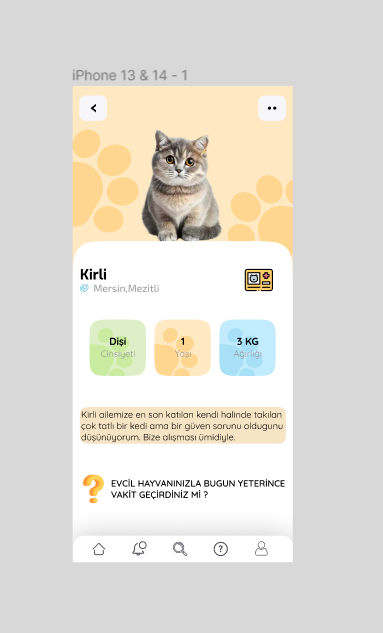 iPhone 13 & 14 - 1
Kirli
Mersin,Mezitli
Dişi
Cinsiyeti
1
Yaşı
3 KG
Ağırlığı
Kirli ailemize en son katılan kendi halinde takılan
çok tatlı bir kedi ama bir güven sorunu oldugunu
düşünüyorum. Bize alışması ümidiyle.
EVCİL HAYVANINIZLA BUGUN YETERİNCE
VAKİT GEÇİRDİNİZ Mİ ?